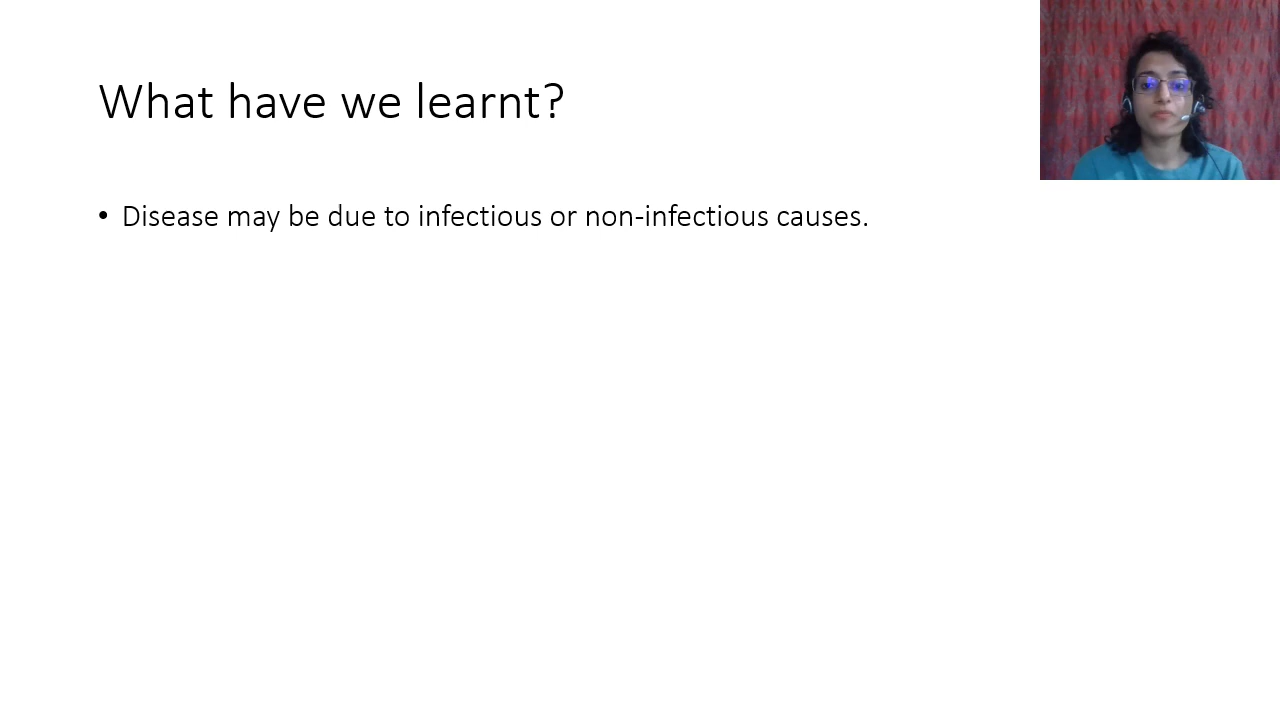 What have we learnt?
• Disease may be due to infectious or non-infectious causes.